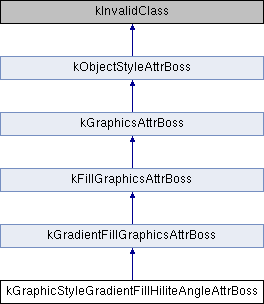 kInvalidClass
kObjectStyleAttrBoss
kGraphicsAttrBoss
kFillGraphicsAttrBoss
kGradientFillGraphicsAttrBoss
kGraphicStyleGradientFillHiliteAngleAttrBoss